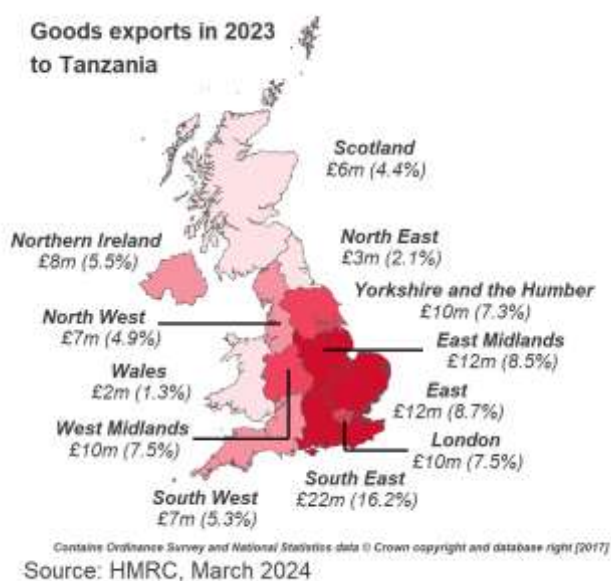 Goods exports in 2023
to Tanzania
Scotland
£6m (4.4%)
Northern Ireland
£8m (5.5%)
North East
£3m (2.1%)
Yorkshire and the Humber
£10m (7.3%)
North West
£7m (4.9%)
East Midlands
£12m (8.5%)
Wales
£2m (1.3%)
East
£12m (8.7%)
West Midlands
£10m (7.5%)
London
£10m (7.5%)
South East
£22m (16.2%)
South West
£7m (5.3%)
Contains Ordinance Survey and National Statistics data © Crown copyright and database right [2017]
Source: HMRC, March 2024